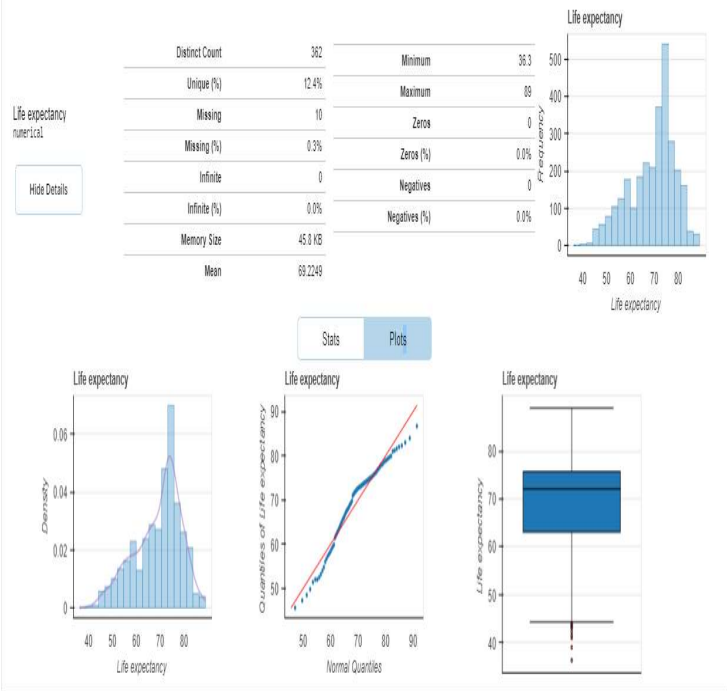 Life expectancy
numerical
Hide Details
Distinct Count 362
Unique (%) 12.4%
Missing 10
Missing (%) 0.3%
Infinite 0
Infinite (%) 0.0%
Memory Size 45.8 KB
Mean 69.2249
Minimum 36.3
Maximum 89
Zeros 0
Zeros (%) 0.0%
Negatives 0
Negatives (%) 0.0%
Life expectancy
Frequency
500
400
300
200
100
0
40 50 60 70 80
Life expectancy
Stats Plots
Life expectancy
Density
0.06
0.04
0.02
0
40 50 60 70 80
Life expectancy
Life expectancy
Quantiles of Life expectancy
90
80
70
60
50
50 60 70 80 90
Normal Quantiles
Life expectancy
Life expectancy
80
70
60
50
40